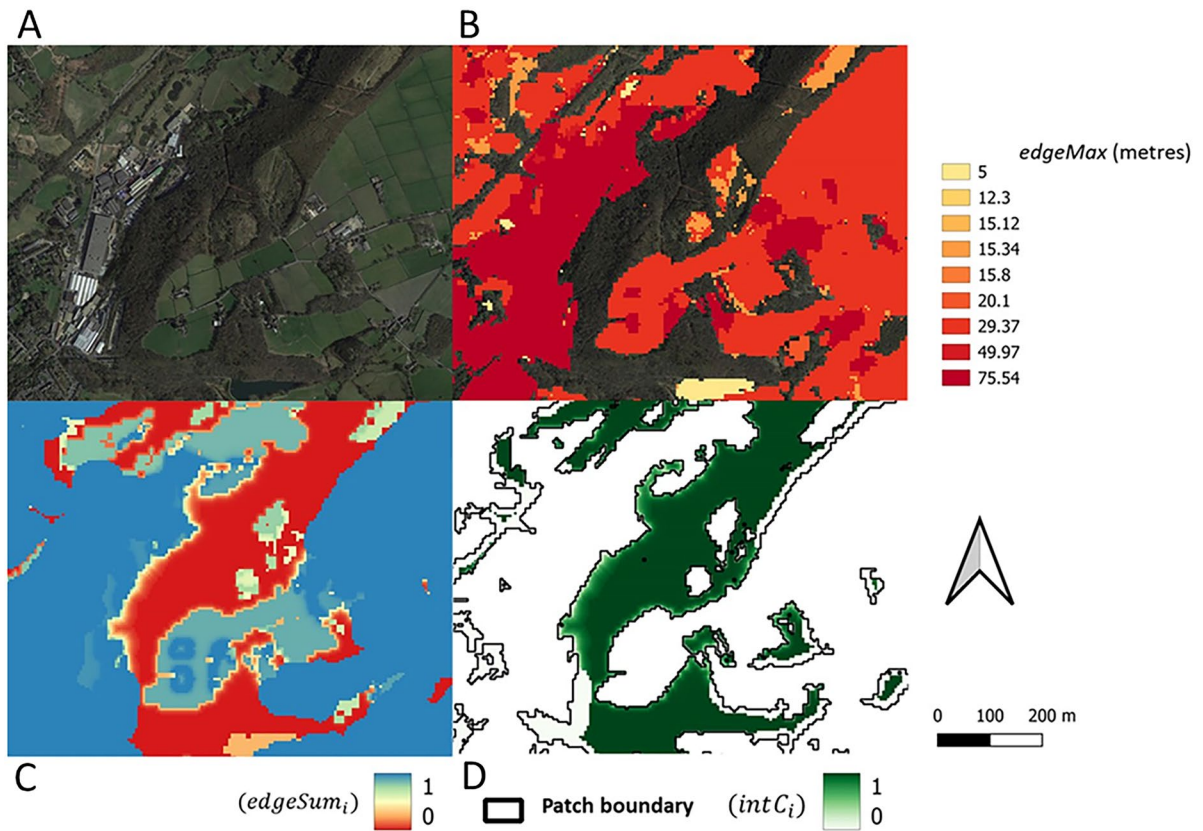 A
B
edgeMax (metres)
5
12.3
15.12
15.34
15.8
20.1
29.37
49.97
75.54
0 100 200 m
C
(edgeSumᵢ)
1
0
D
Patch boundary
(intCᵢ)
1
0